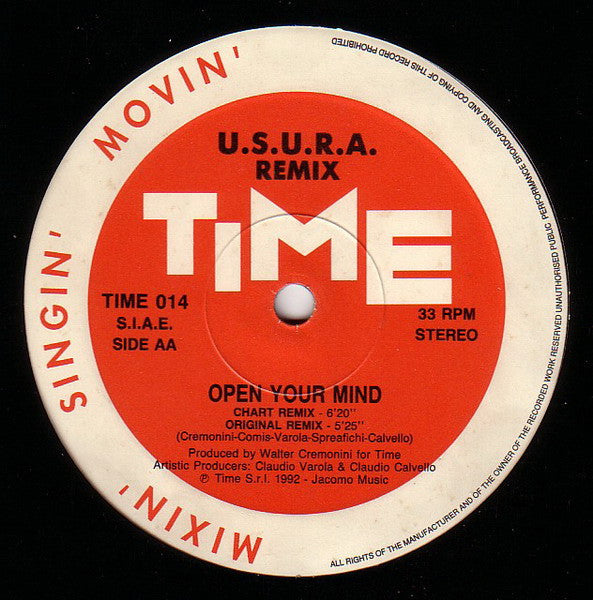 U.S.U.R.A.
REMIX
TIME
TIME 014
S.I.A.E.
SIDE AA
33 RPM
STEREO
OPEN YOUR MIND
CHART REMIX - 6'20"
ORIGINAL REMIX - 5'25"
(Cremonini-Comis-Varola-Spreafichi-Calvello)
Produced by Walter Cremonini for Time
Artistic Producers: Claudio Varola & Claudio Calvello
℗ Time S.r.l. 1992 - Jacomo Music
MIXIN' SINGIN' MOVIN'
ALL RIGHTS OF THE MANUFACTURER AND OF THE OWNER OF THE RECORDED WORK RESERVED UNAUTHORISED PUBLIC PERFORMANCE BROADCASTING AND COPYING OF THIS RECORD PROHIBITED